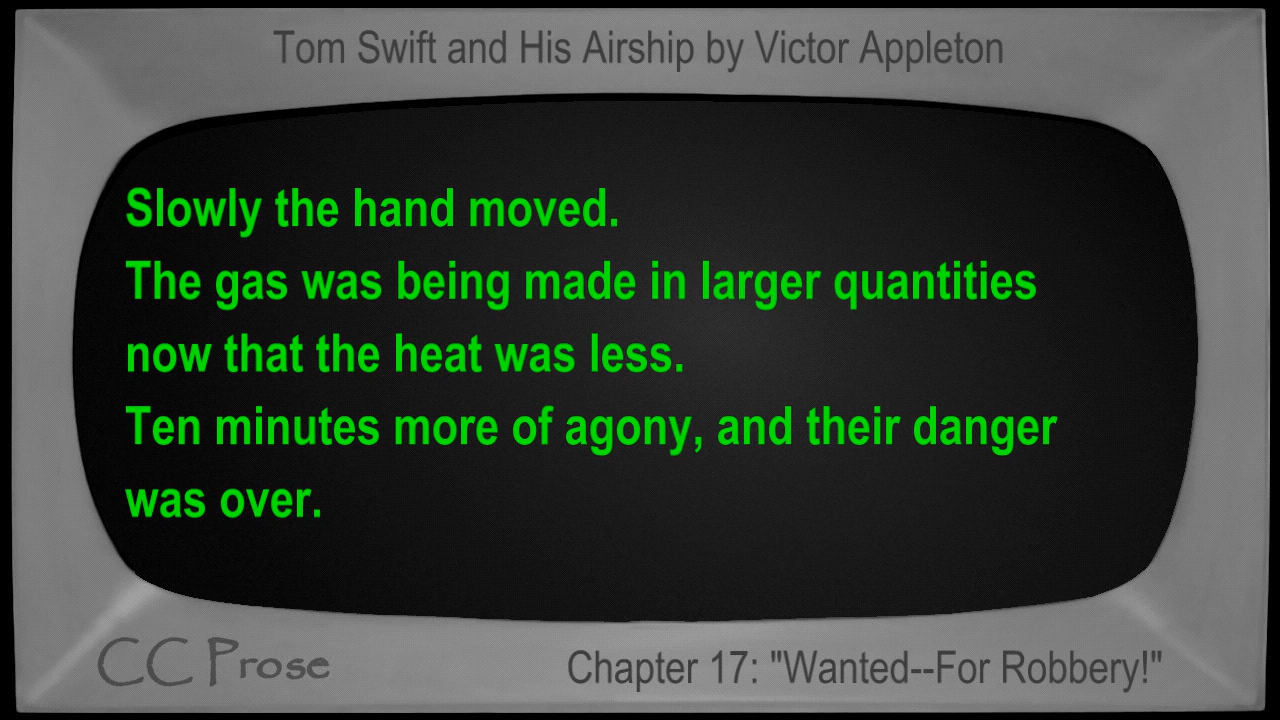 Tom Swift and His Airship by Victor Appleton
Slowly the hand moved.
The gas was being made in larger quantities
now that the heat was less.
Ten minutes more of agony, and their danger
was over.
CC Prose
Chapter 17: "Wanted--For Robbery!"